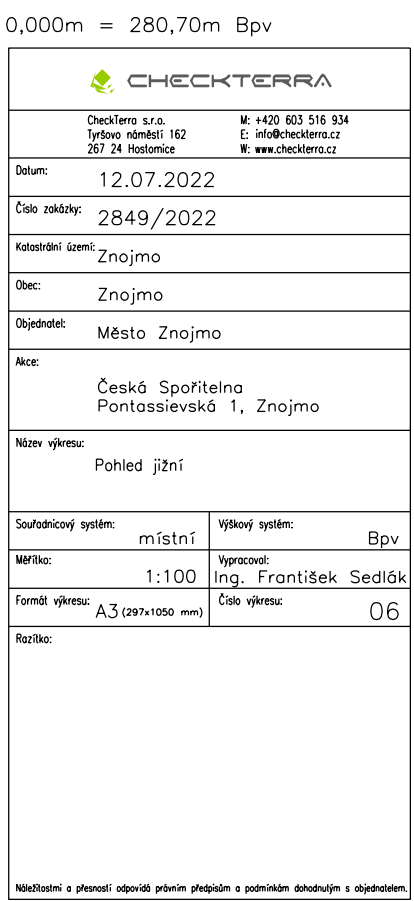 0,000m = 280,70m Bpv
CHECKTERRA
CheckTerra s.r.o.
Tyršovo náměstí 162
267 24 Hostomice
M: +420 603 516 934
E: info@checkterra.cz
W: www.checkterra.cz
Datum: 12.07.2022
Číslo zakázky: 2849/2022
Katastrální území: Znojmo
Obec: Znojmo
Objednatel: Město Znojmo
Akce:
Česká Spořitelna
Pontassievská 1, Znojmo
Název výkresu:
Pohled jižní
Souřadnicový systém: místní
Výškový systém: Bpv
Měřítko: 1:100
Vypracoval:
Ing. František Sedlák
Formát výkresu: A3 (297x1050 mm)
Číslo výkresu: 06
Razítko:
Náležitostmi a přesností odpovídá právním předpisům a podmínkám dohodnutým s objednatelem.